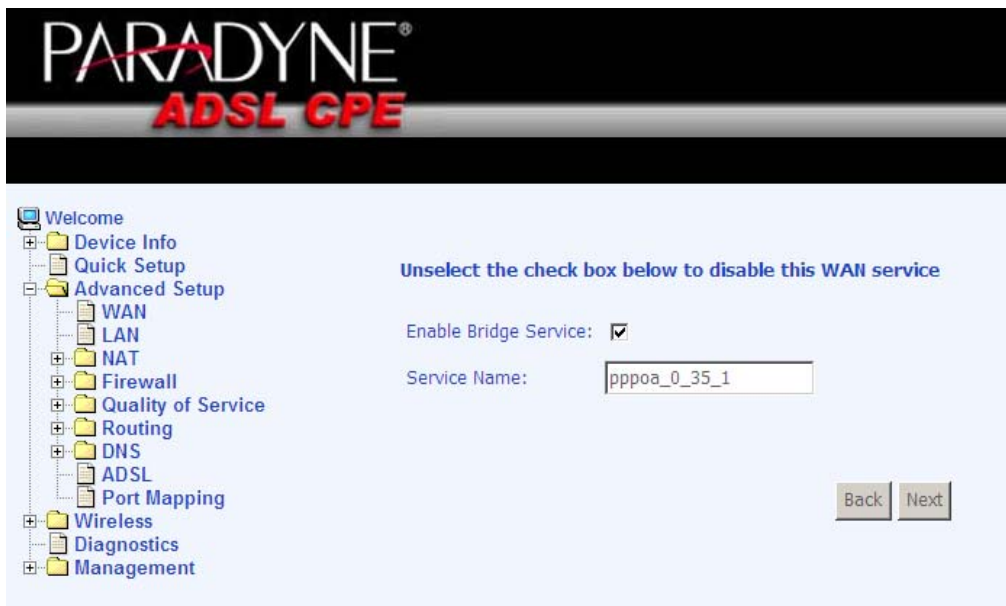 PARADYNE®
ADSL CPE
Welcome
Device Info
Quick Setup
Advanced Setup
WAN
LAN
NAT
Firewall
Quality of Service
Routing
DNS
ADSL
Port Mapping
Wireless
Diagnostics
Management
Unselect the check box below to disable this WAN service
Enable Bridge Service:
Service Name: pppoa_0_35_1
Back Next